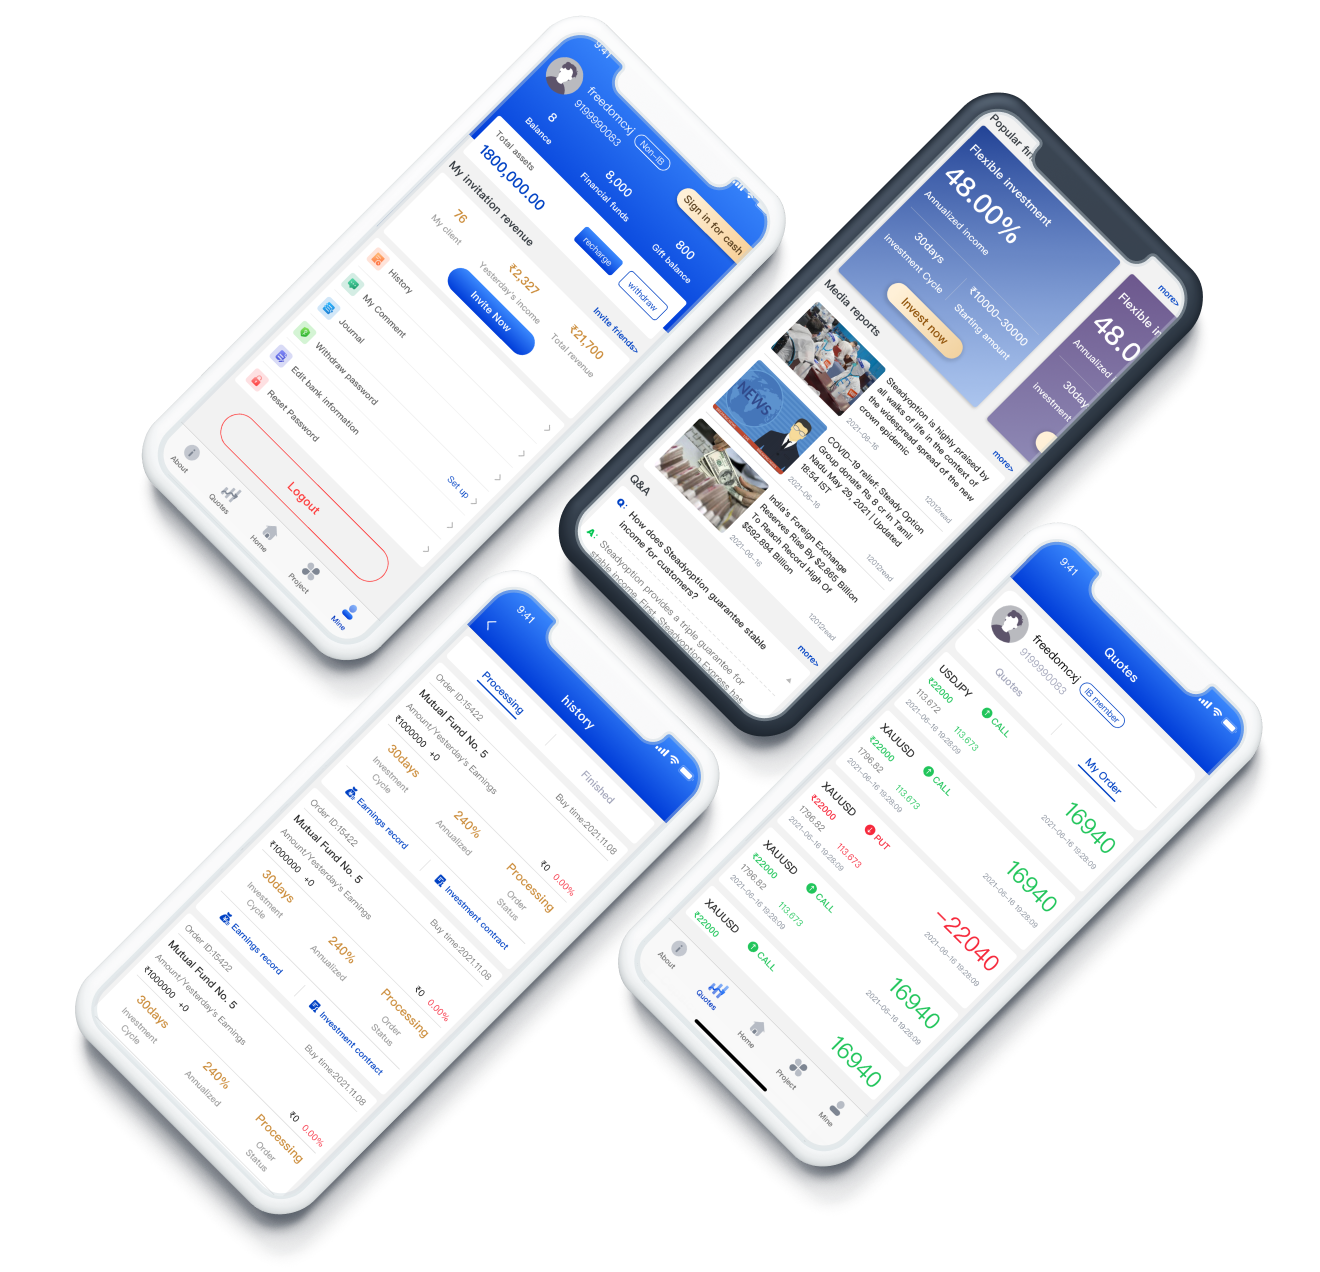 9:41
freedomcxj
9199990083
Non-IB
Sign in for cash
8
Balance
8,000
Financial funds
800
Gift balance
Total assets
1800,000.00
recharge
withdraw
My invitation revenue
Invite friends>
76
My client
₹2,327
Yesterday's income
₹21,700
Total revenue
Invite Now
History
My Comment
Journal
Withdraw password
Edit bank information
Set up
Reset Password
Logout
About
Quotes
Home
Project
Mine
Popular fin
more>
Flexible investment
48.00%
Annualized income
30days
investment Cycle
₹10000-30000
Starting amount
Invest now
Flexible in
48.0
Annualized
30day
investment
Media reports
more>
Steadyoption is highly praised by
all walks of life in the context of
the widespread spread of the new
crown epidemic
2021-06-16
12012read
NEWS
COVID-19 relief: Steady Option
Group donate Rs 8 cr in Tamil
Nadu May 29, 2021 | Updated
18:54 IST
2021-06-16
12012read
India's Foreign Exchange
Reserves Rise By $2.865 Billion
To Reach Record High Of
$592.894 Billion
2021-06-16
12012read
Q&A
more>
Q: How does Steadyoption guarantee stable
income for customers?
A: Steadyoption provides a triple guarantee for
stable income. First, Steadyoption Express has
9:41
history
Processing
Finished
Order ID:15422
Buy time:2021.11.08
Mutual Fund No. 5
Amount/Yesterday's Earnings
₹1000000 +0
₹0 0.00%
30days
Investment
Cycle
240%
Annualized
Processing
Order
Status
Earnings record
Investment contract
Order ID:15422
Buy time:2021.11.08
Mutual Fund No. 5
Amount/Yesterday's Earnings
₹1000000 +0
₹0 0.00%
30days
Investment
Cycle
240%
Annualized
Processing
Order
Status
Earnings record
Investment contract
Order ID:15422
Buy time:2021.11.08
Mutual Fund No. 5
Amount/Yesterday's Earnings
₹1000000 +0
₹0 0.00%
30days
Investment
Cycle
240%
Annualized
Processing
Order
Status
9:41
Quotes
freedomcxj
9199990083
IB member
Quotes
My Order
USDJPY
₹22000
CALL
113.672
113.673
2021-06-16 19:28:09
16940
2021-06-16 19:28:09
XAUUSD
₹22000
CALL
1796.82
113.673
2021-06-16 19:28:09
16940
2021-06-16 19:28:09
XAUUSD
₹22000
PUT
1796.82
113.673
2021-06-16 19:28:09
-22040
2021-06-16 19:28:09
XAUUSD
₹22000
CALL
1796.82
113.673
2021-06-16 19:28:09
16940
2021-06-16 19:28:09
XAUUSD
₹22000
CALL
16940
About
Quotes
Home
Project
Mine